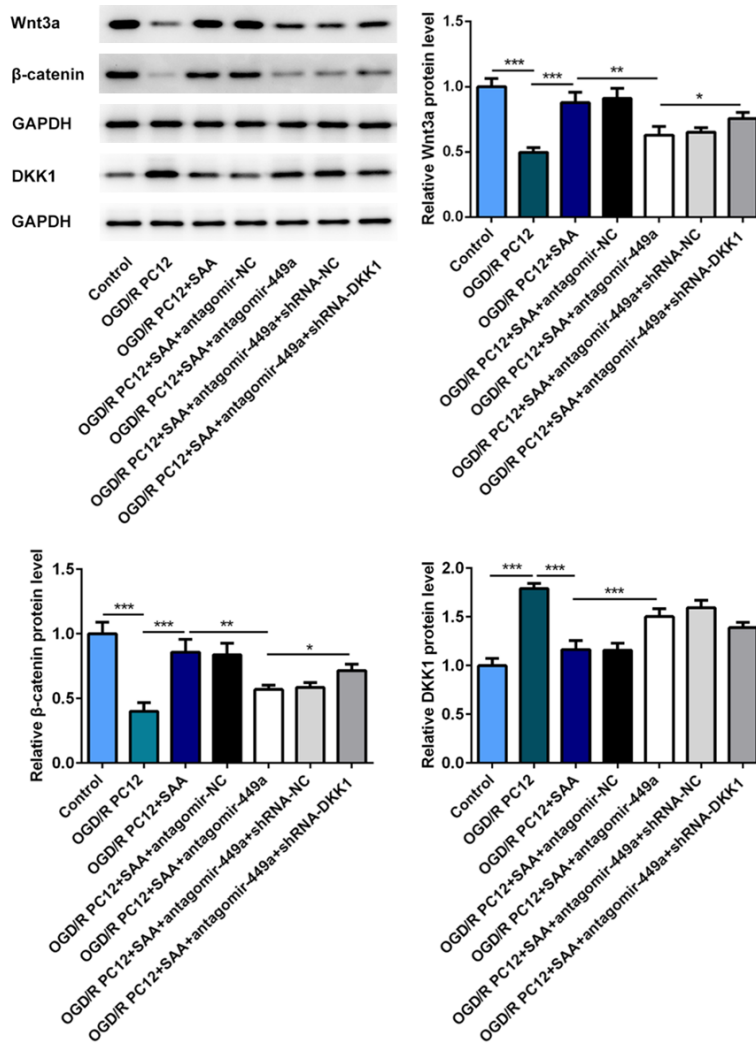 Wnt3a
β-catenin
GAPDH
DKK1
GAPDH
Control
OGD/R PC12
OGD/R PC12+SAA
OGD/R PC12+SAA+antagomir-NC
OGD/R PC12+SAA+antagomir-449a
OGD/R PC12+SAA+antagomir-449a+shRNA-NC
OGD/R PC12+SAA+antagomir-449a+shRNA-DKK1
Relative Wnt3a protein level
1.5
1.0
0.5
0.0
***
***
**
*
Control
OGD/R PC12
OGD/R PC12+SAA
OGD/R PC12+SAA+antagomir-NC
OGD/R PC12+SAA+antagomir-449a
OGD/R PC12+SAA+antagomir-449a+shRNA-NC
OGD/R PC12+SAA+antagomir-449a+shRNA-DKK1
Relative β-catenin protein level
1.5
1.0
0.5
0.0
***
***
**
*
Control
OGD/R PC12
OGD/R PC12+SAA
OGD/R PC12+SAA+antagomir-NC
OGD/R PC12+SAA+antagomir-449a
OGD/R PC12+SAA+antagomir-449a+shRNA-NC
OGD/R PC12+SAA+antagomir-449a+shRNA-DKK1
Relative DKK1 protein level
2.0
1.5
1.0
0.5
0.0
***
***
***
Control
OGD/R PC12
OGD/R PC12+SAA
OGD/R PC12+SAA+antagomir-NC
OGD/R PC12+SAA+antagomir-449a
OGD/R PC12+SAA+antagomir-449a+shRNA-NC
OGD/R PC12+SAA+antagomir-449a+shRNA-DKK1